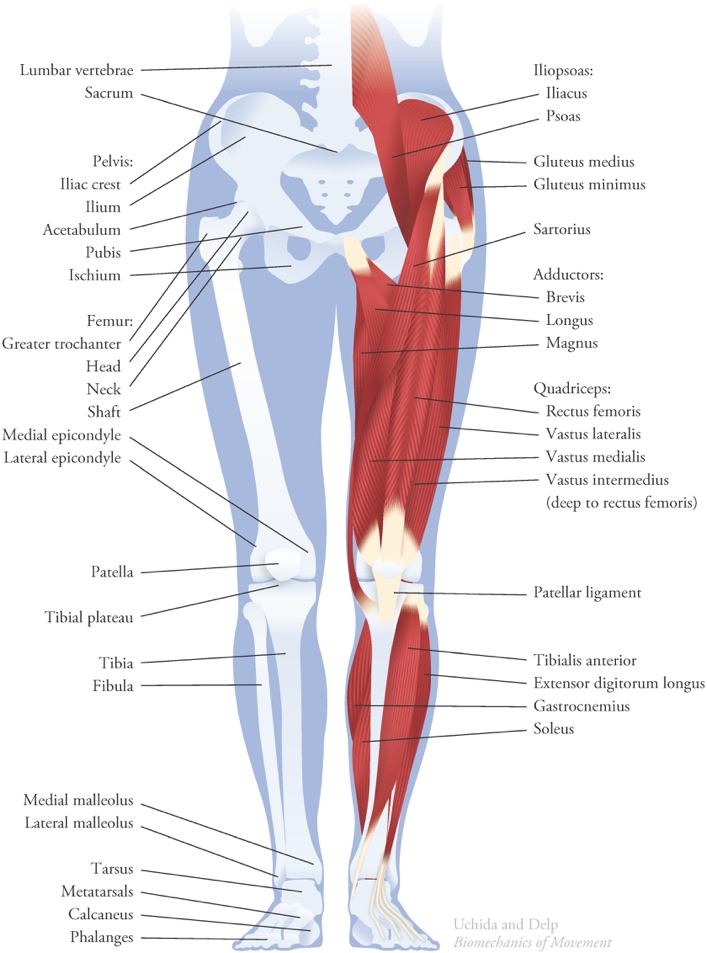 Lumbar vertebrae
Sacrum
Pelvis:
Iliac crest
Ilium
Acetabulum
Pubis
Ischium
Femur:
Greater trochanter
Head
Neck
Shaft
Medial epicondyle
Lateral epicondyle
Patella
Tibial plateau
Tibia
Fibula
Medial malleolus
Lateral malleolus
Tarsus
Metatarsals
Calcaneus
Phalanges
Iliopsoas:
Iliacus
Psoas
Gluteus medius
Gluteus minimus
Sartorius
Adductors:
Brevis
Longus
Magnus
Quadriceps:
Rectus femoris
Vastus lateralis
Vastus medialis
Vastus intermedius
(deep to rectus femoris)
Patellar ligament
Tibialis anterior
Extensor digitorum longus
Gastrocnemius
Soleus
Uchida and Delp
Biomechanics of Movement